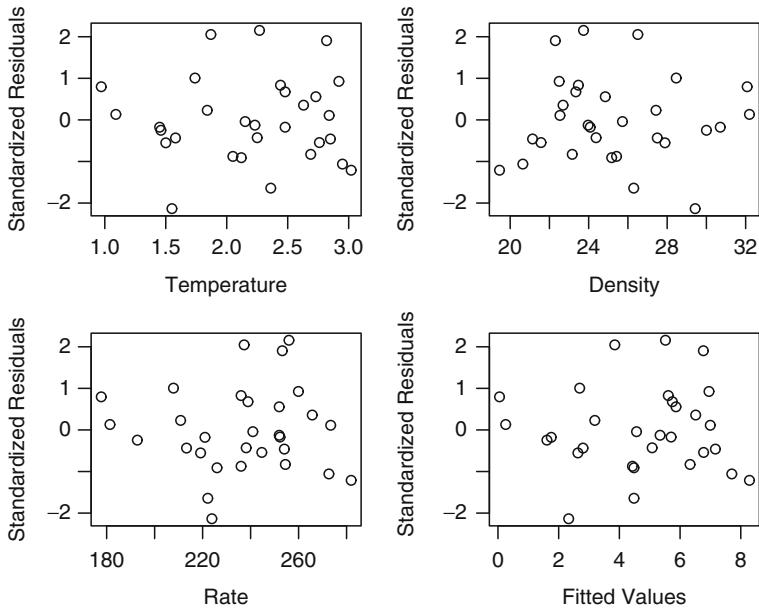 Standardized Residuals
2
1
0
−2
1.0 1.5 2.0 2.5 3.0
Temperature
Standardized Residuals
2
1
0
−2
20 24 28 32
Density
Standardized Residuals
2
1
0
−2
180 220 260
Rate
Standardized Residuals
2
1
0
−2
0 2 4 6 8
Fitted Values